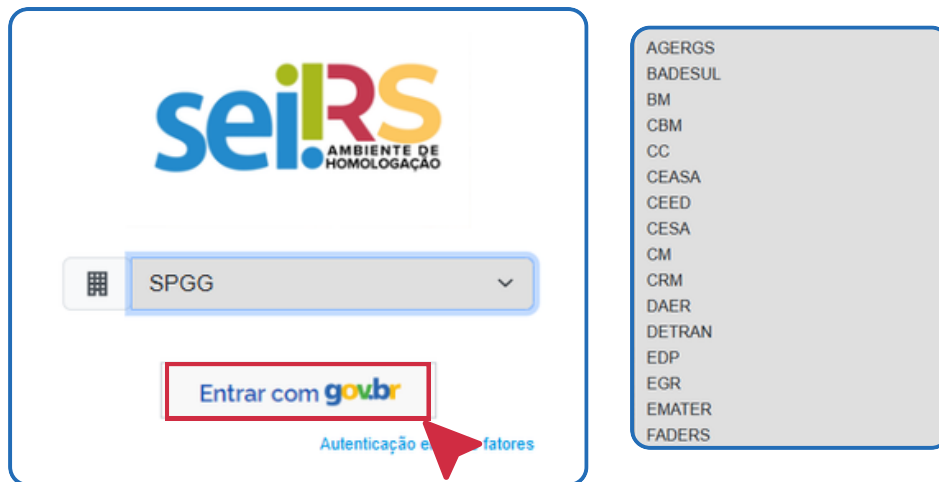 sei!RS
AMBIENTE DE
HOMOLOGAÇÃO
SPGG
Entrar com gov.br
Autenticação e fatores
AGERGS
BADESUL
BM
CBM
CC
CEASA
CEED
CESA
CM
CRM
DAER
DETRAN
EDP
EGR
EMATER
FADERS